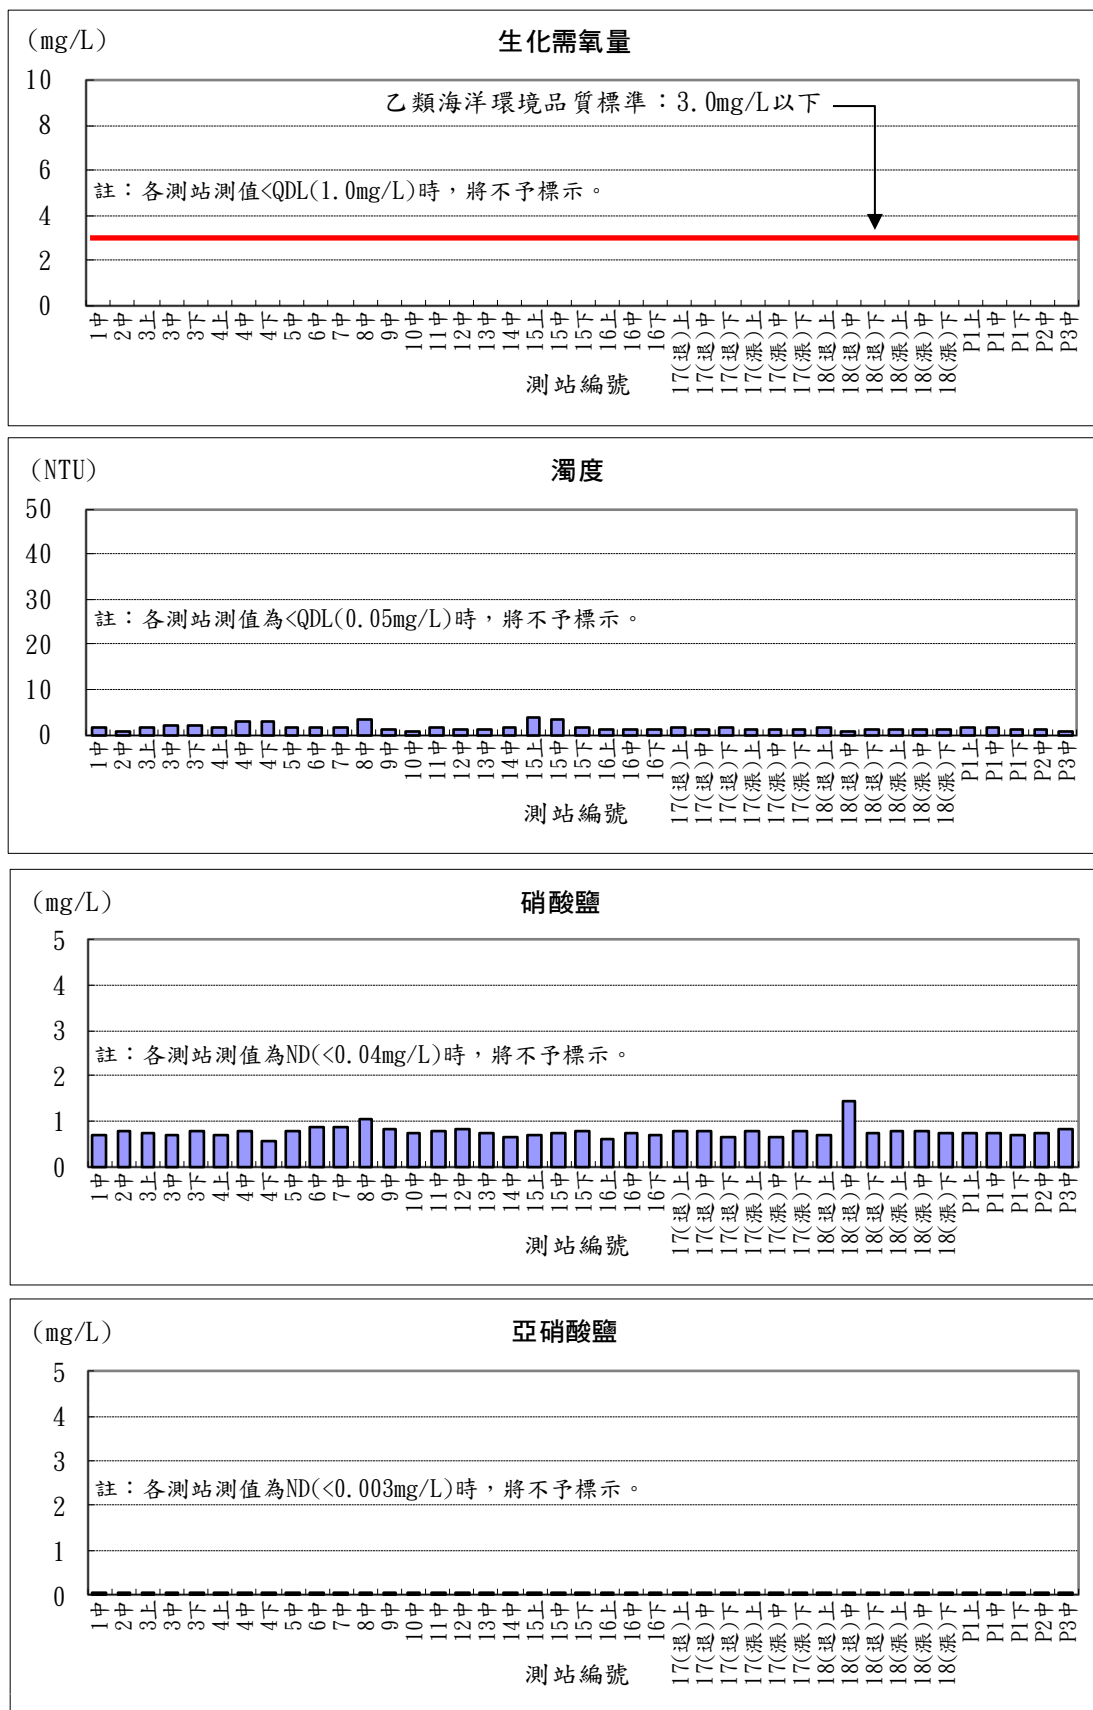 (mg/L)
生化需氧量
10
8
6
4
2
0
乙類海洋環境品質標準：3.0mg/L以下
註：各測站測值<QDL(1.0mg/L)時，將不予標示。
1中 2中 3上 3中 3下 4上 4中 4下 5中 6中 7中 8中 9中 10中 11中 12中 13中 14中 15上 15中 15下 16上 16中 16下 17(退)上 17(退)中 17(退)下 17(漲)上 17(漲)中 17(漲)下 18(退)上 18(退)中 18(退)下 18(漲)上 18(漲)中 18(漲)下 P1上 P1中 P1下 P2中 P3中
測站編號
(NTU)
濁度
50
40
30
20
10
0
註：各測站測值為<QDL(0.05mg/L)時，將不予標示。
1中 2中 3上 3中 3下 4上 4中 4下 5中 6中 7中 8中 9中 10中 11中 12中 13中 14中 15上 15中 15下 16上 16中 16下 17(退)上 17(退)中 17(退)下 17(漲)上 17(漲)中 17(漲)下 18(退)上 18(退)中 18(退)下 18(漲)上 18(漲)中 18(漲)下 P1上 P1中 P1下 P2中 P3中
測站編號
(mg/L)
硝酸鹽
5
4
3
2
1
0
註：各測站測值為ND(<0.04mg/L)時，將不予標示。
1中 2中 3上 3中 3下 4上 4中 4下 5中 6中 7中 8中 9中 10中 11中 12中 13中 14中 15上 15中 15下 16上 16中 16下 17(退)上 17(退)中 17(退)下 17(漲)上 17(漲)中 17(漲)下 18(退)上 18(退)中 18(退)下 18(漲)上 18(漲)中 18(漲)下 P1上 P1中 P1下 P2中 P3中
測站編號
(mg/L)
亞硝酸鹽
5
4
3
2
1
0
註：各測站測值為ND(<0.003mg/L)時，將不予標示。
1中 2中 3上 3中 3下 4上 4中 4下 5中 6中 7中 8中 9中 10中 11中 12中 13中 14中 15上 15中 15下 16上 16中 16下 17(退)上 17(退)中 17(退)下 17(漲)上 17(漲)中 17(漲)下 18(退)上 18(退)中 18(退)下 18(漲)上 18(漲)中 18(漲)下 P1上 P1中 P1下 P2中 P3中
測站編號